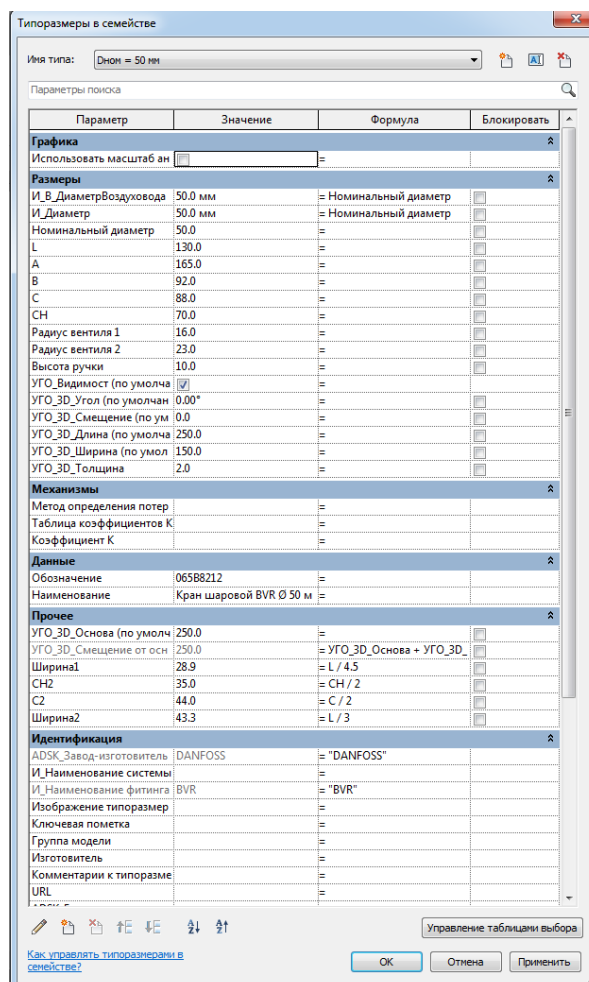 Типоразмеры в семействе
Имя типа: Dном = 50 мм
Параметры поиска
Параметр Значение Формула Блокировать
Графика
Использовать масштаб ан =
Размеры
И_В_ДиаметрВоздуховода 50.0 мм = Номинальный диаметр
И_Диаметр 50.0 мм = Номинальный диаметр
Номинальный диаметр 50.0 =
L 130.0 =
A 165.0 =
B 92.0 =
C 88.0 =
CH 70.0 =
Радиус вентиля 1 16.0 =
Радиус вентиля 2 23.0 =
Высота ручки 10.0 =
УГО_Видимост (по умолча =
УГО_3D_Угол (по умолчан 0.00° =
УГО_3D_Смещение (по ум 0.0 =
УГО_3D_Длина (по умолча 250.0 =
УГО_3D_Ширина (по умол 150.0 =
УГО_3D_Толщина 2.0 =
Механизмы
Метод определения потер =
Таблица коэффициентов К =
Коэффициент К =
Данные
Обозначение 065B8212 =
Наименование Кран шаровой BVR Ø 50 м =
Прочее
УГО_3D_Основа (по умолч 250.0 =
УГО_3D_Смещение от осн 250.0 = УГО_3D_Основа + УГО_3D_
Ширина1 28.9 = L / 4.5
CH2 35.0 = CH / 2
C2 44.0 = C / 2
Ширина2 43.3 = L / 3
Идентификация
ADSK_Завод-изготовитель DANFOSS = "DANFOSS"
И_Наименование системы =
И_Наименование фитинга BVR = "BVR"
Изображение типоразмер =
Ключевая пометка =
Группа модели =
Изготовитель =
Комментарии к типоразме =
URL =
Управление таблицами выбора
Как управлять типоразмерами в
семействе?
ОК Отмена Применить